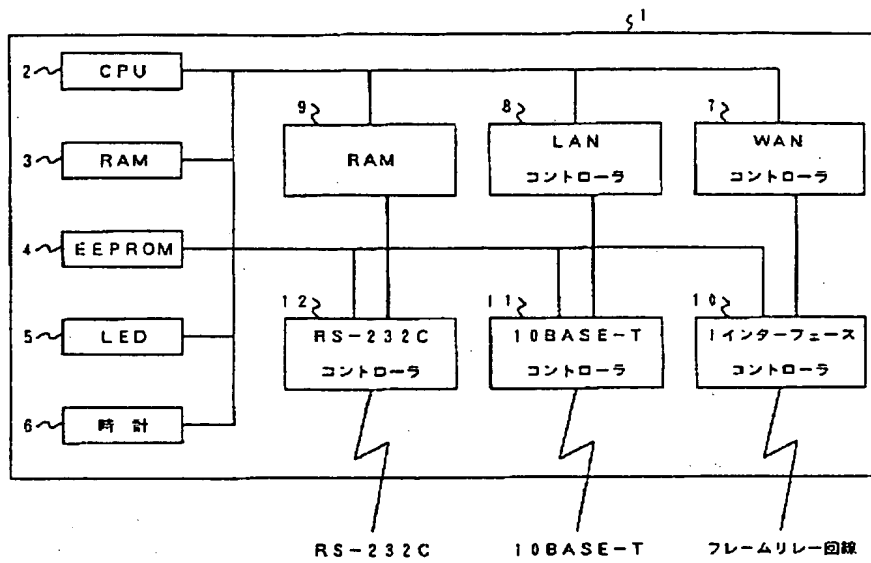 1
2 CPU
9
8
7
3 RAM
RAM
LAN
コントローラ
WAN
コントローラ
4 EEPROM
12
11
10
5 LED
RS-232C
コントローラ
10BASE-T
コントローラ
Iインターフェース
コントローラ
6 時計
RS-232C
10BASE-T
フレームリレー回線